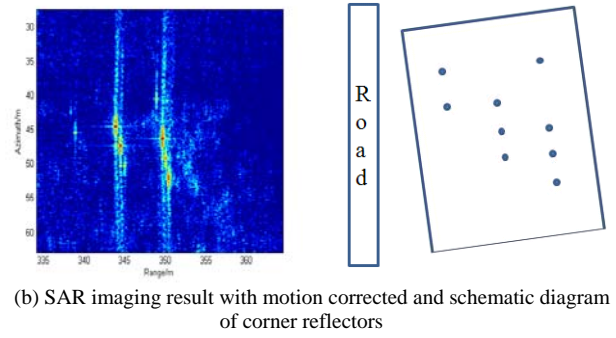 30
35
40
45
50
55
60
Azimuth/m
335
340
345
350
355
360
Range/m
R
o
a
d
(b) SAR imaging result with motion corrected and schematic diagram
of corner reflectors